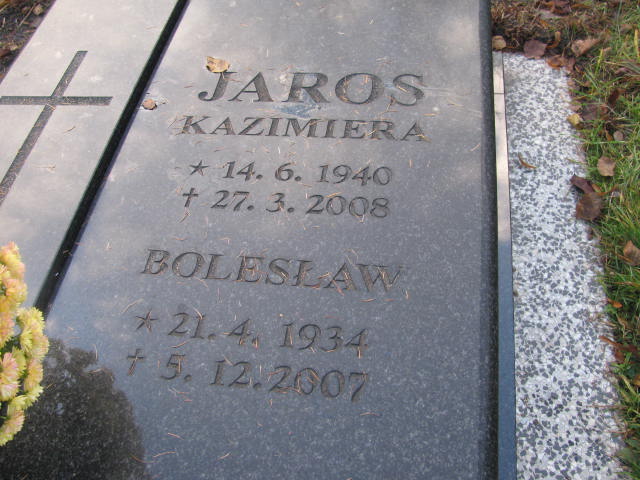 JAROS
KAZIMIERA
★ 14. 6. 1940
✝ 27. 3. 2008
BOLESŁAW
★ 21. 4. 1934
✝ 5. 12. 2007